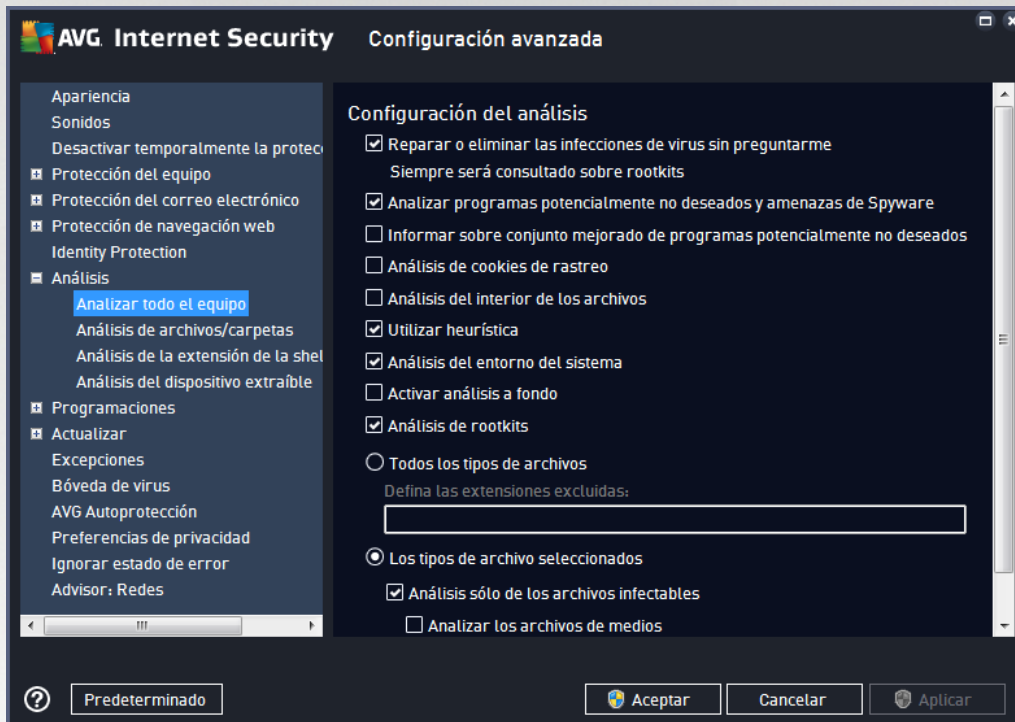 AVG Internet Security Configuración avanzada
Apariencia
Sonidos
Desactivar temporalmente la protec
Protección del equipo
Protección del correo electrónico
Protección de navegación web
Identity Protection
Análisis
Analizar todo el equipo
Análisis de archivos/carpetas
Análisis de la extensión de la shel
Análisis del dispositivo extraíble
Programaciones
Actualizar
Excepciones
Bóveda de virus
AVG Autoprotección
Preferencias de privacidad
Ignorar estado de error
Advisor: Redes
Configuración del análisis
Reparar o eliminar las infecciones de virus sin preguntarme
Siempre será consultado sobre rootkits
Analizar programas potencialmente no deseados y amenazas de Spyware
Informar sobre conjunto mejorado de programas potencialmente no deseados
Análisis de cookies de rastreo
Análisis del interior de los archivos
Utilizar heurística
Análisis del entorno del sistema
Activar análisis a fondo
Análisis de rootkits
Todos los tipos de archivos
Defina las extensiones excluidas:
Los tipos de archivo seleccionados
Análisis sólo de los archivos infectables
Analizar los archivos de medios
? Predeterminado Aceptar Cancelar Aplicar